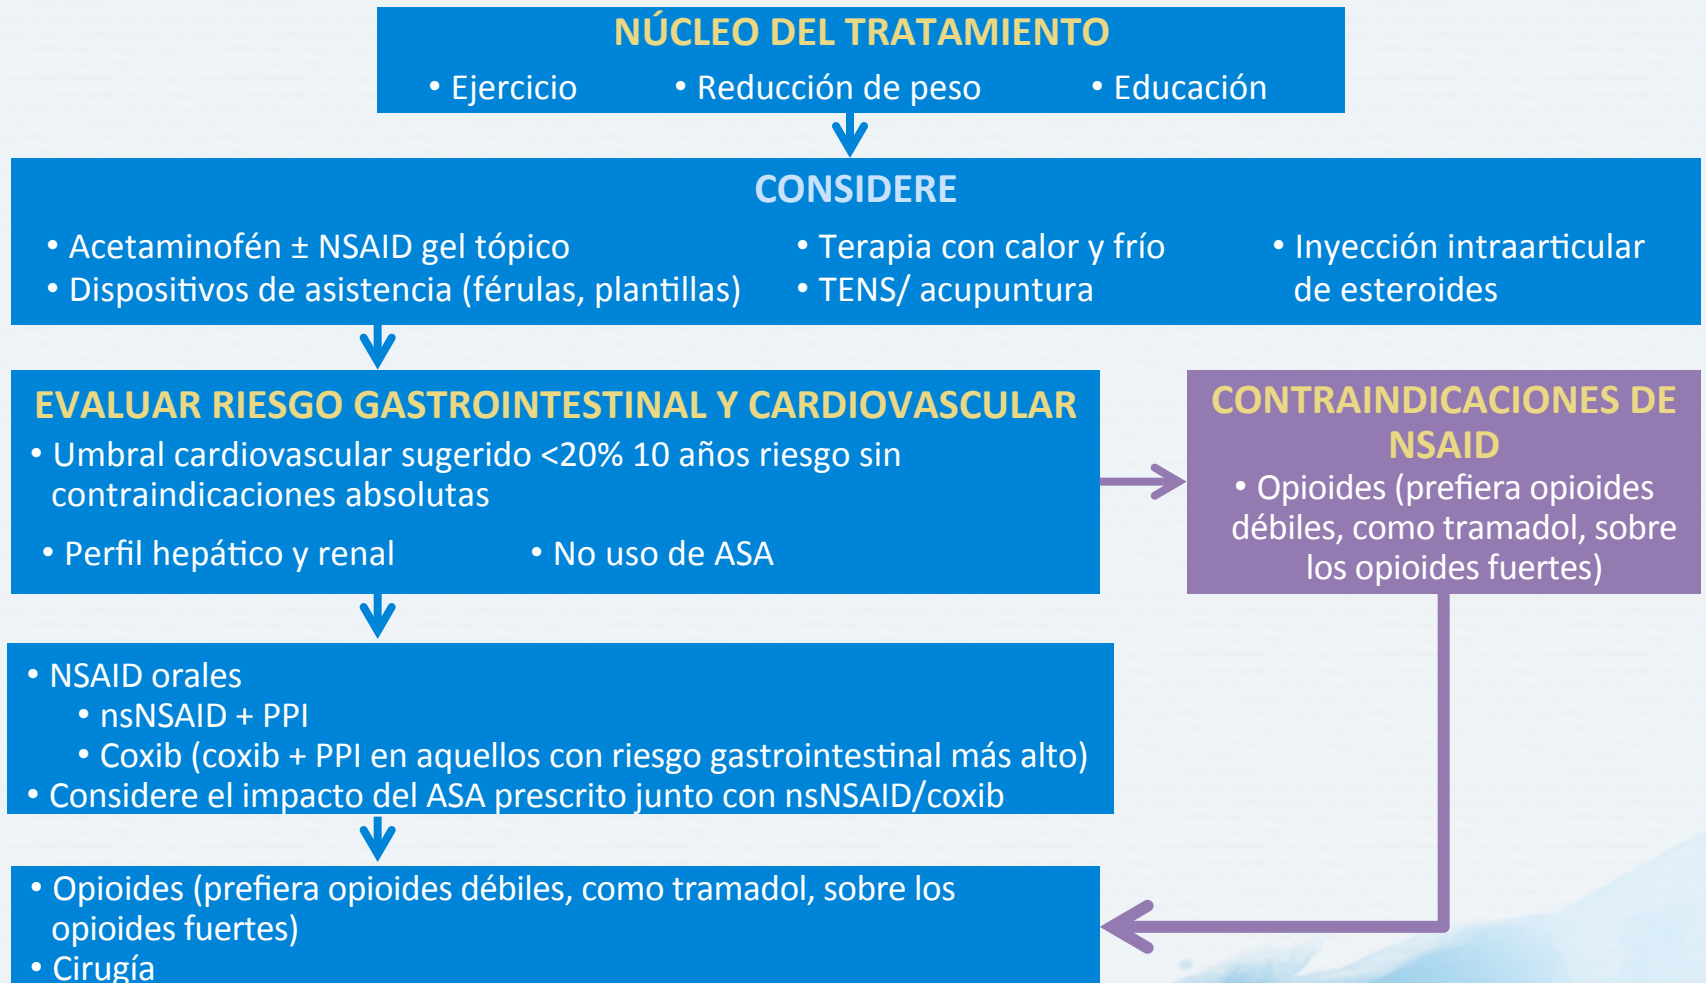 NÚCLEO DEL TRATAMIENTO
• Ejercicio • Reducción de peso • Educación
CONSIDERE
• Acetaminofén ± NSAID gel tópico
• Dispositivos de asistencia (férulas, plantillas)
• Terapia con calor y frío
• TENS/ acupuntura
• Inyección intraarticular
de esteroides
EVALUAR RIESGO GASTROINTESTINAL Y CARDIOVASCULAR
• Umbral cardiovascular sugerido <20% 10 años riesgo sin
contraindicaciones absolutas
• Perfil hepático y renal • No uso de ASA
CONTRAINDICACIONES DE
NSAID
• Opioides (prefiera opioides
débiles, como tramadol, sobre
los opioides fuertes)
• NSAID orales
• nsNSAID + PPI
• Coxib (coxib + PPI en aquellos con riesgo gastrointestinal más alto)
• Considere el impacto del ASA prescrito junto con nsNSAID/coxib
• Opioides (prefiera opioides débiles, como tramadol, sobre los
opioides fuertes)
• Cirugía